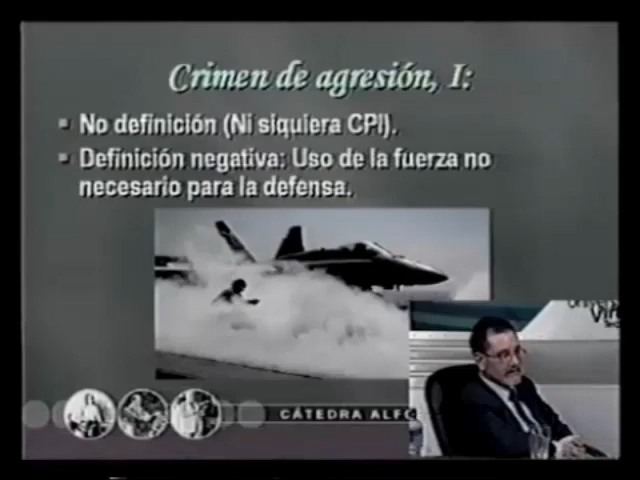 Crimen de agresión, I:
No definición (Ni siquiera CPI).
Definición negativa: Uso de la fuerza no
necesario para la defensa.
CÁTEDRA ALFO